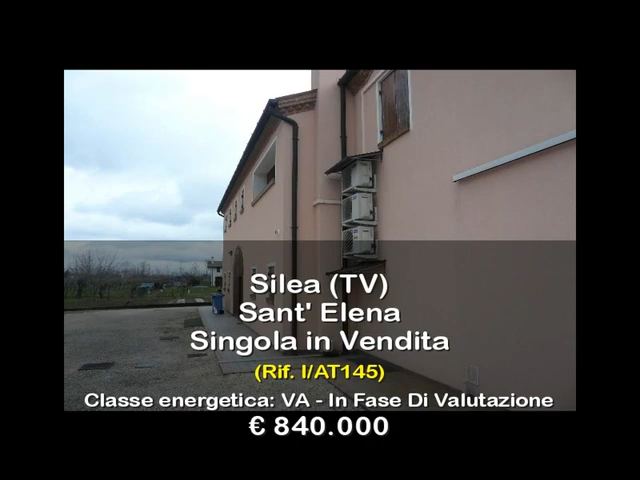 Silea (TV)
Sant' Elena
Singola in Vendita
(Rif. I/AT145)
Classe energetica: VA - In Fase Di Valutazione
€ 840.000